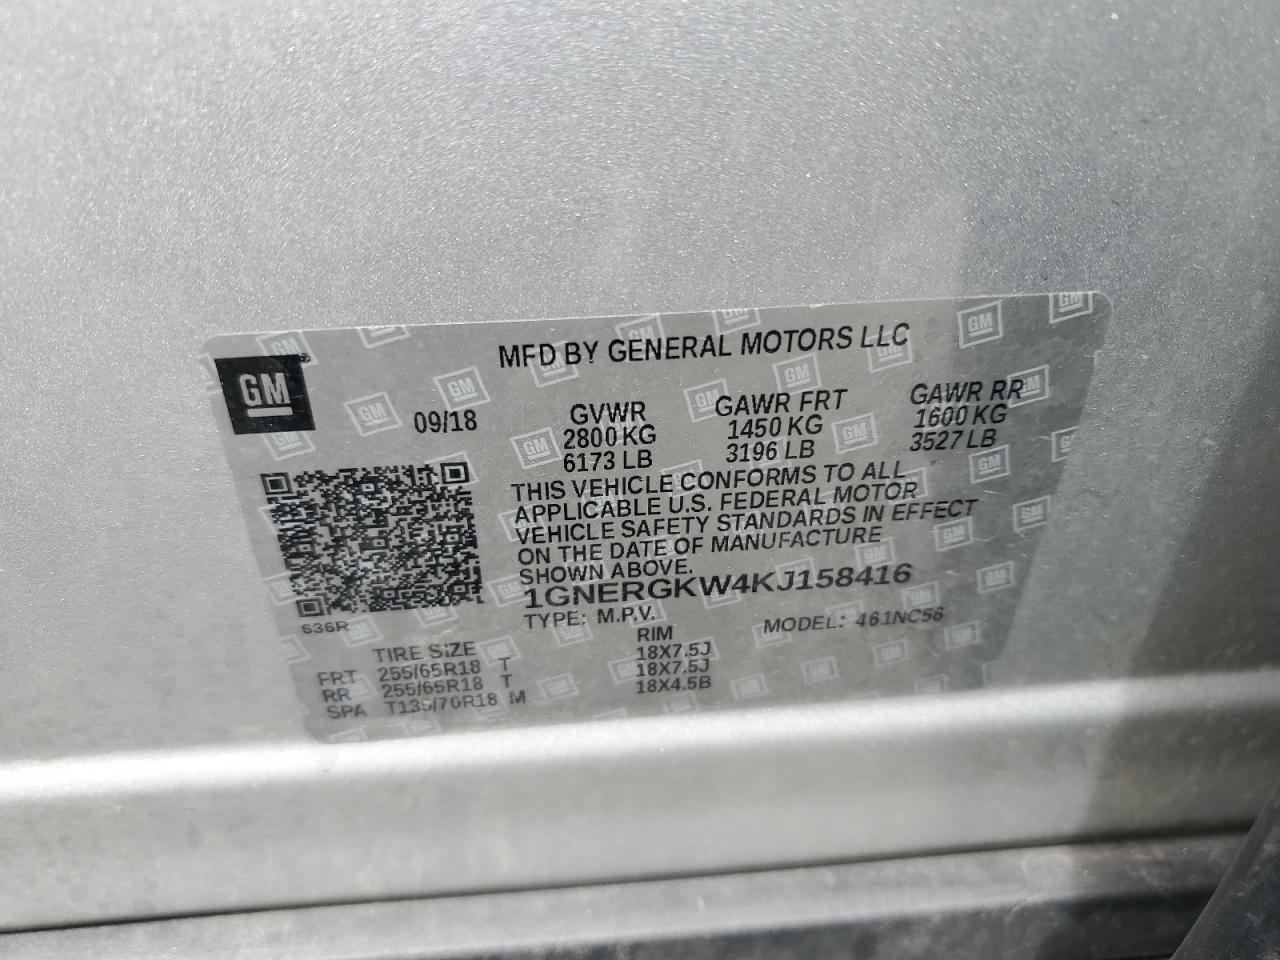 MFD BY GENERAL MOTORS LLC
GM
09/18
GVWR GAWR FRT GAWR RR
2800 KG 1450 KG 1600 KG
6173 LB 3196 LB 3527 LB
THIS VEHICLE CONFORMS TO ALL
APPLICABLE U.S. FEDERAL MOTOR
VEHICLE SAFETY STANDARDS IN EFFECT
ON THE DATE OF MANUFACTURE
SHOWN ABOVE.
1GNERGKW4KJ158416
636R
TYPE: M.P.V. MODEL: 461NC56
TIRE SIZE RIM
FRT 255/65R18 T 18X7.5J
RR 255/65R18 T 18X7.5J
SPA T135/70R18 M 18X4.5B